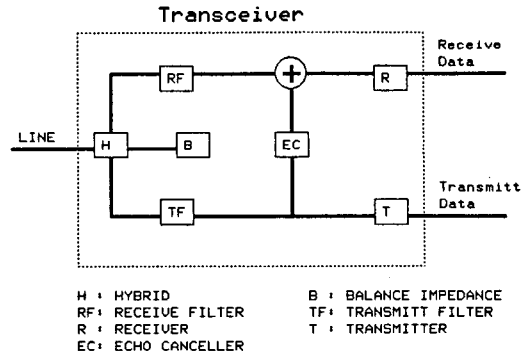 Transceiver
Receive
Data
RF
+
R
LINE
H
B
EC
Transmitt
Data
TF
T
H : HYBRID
B : BALANCE IMPEDANCE
RF: RECEIVE FILTER
TF: TRANSMITT FILTER
R : RECEIVER
T : TRANSMITTER
EC: ECHO CANCELLER